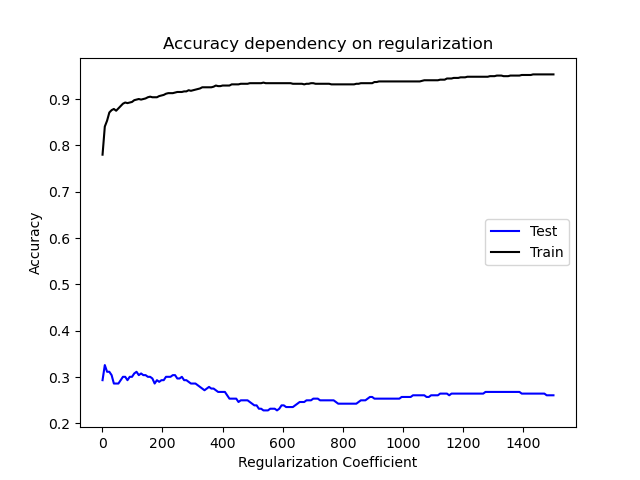 Accuracy dependency on regularization
Accuracy
0.9
0.8
0.7
0.6
0.5
0.4
0.3
0.2
Test
Train
0 200 400 600 800 1000 1200 1400
Regularization Coefficient